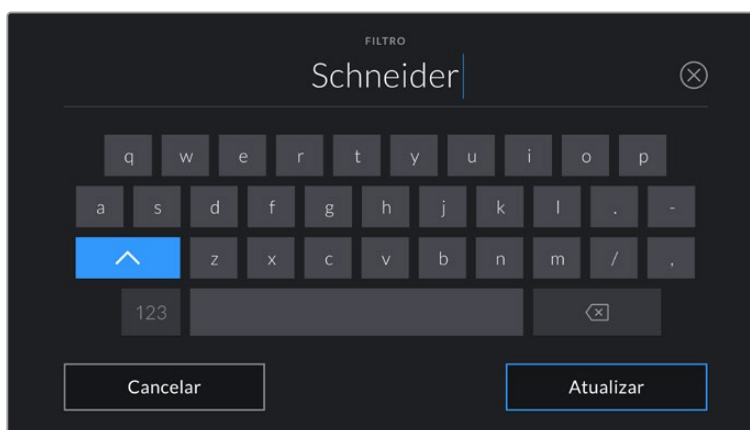 FILTRO
Schneider
q w e r t y u i o p
a s d f g h j k l . -
z x c v b n m / ,
123
Cancelar Atualizar